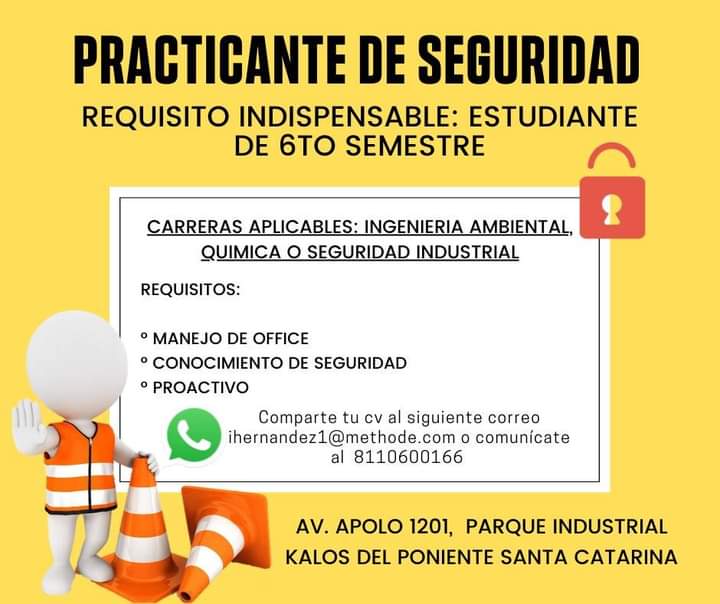 PRACTICANTE DE SEGURIDAD
REQUISITO INDISPENSABLE: ESTUDIANTE
DE 6TO SEMESTRE
CARRERAS APLICABLES: INGENIERIA AMBIENTAL,
QUIMICA O SEGURIDAD INDUSTRIAL
REQUISITOS:
° MANEJO DE OFFICE
° CONOCIMIENTO DE SEGURIDAD
° PROACTIVO
Comparte tu cv al siguiente correo
ihernandez1@methode.com o comunícate
al 8110600166
AV. APOLO 1201, PARQUE INDUSTRIAL
KALOS DEL PONIENTE SANTA CATARINA